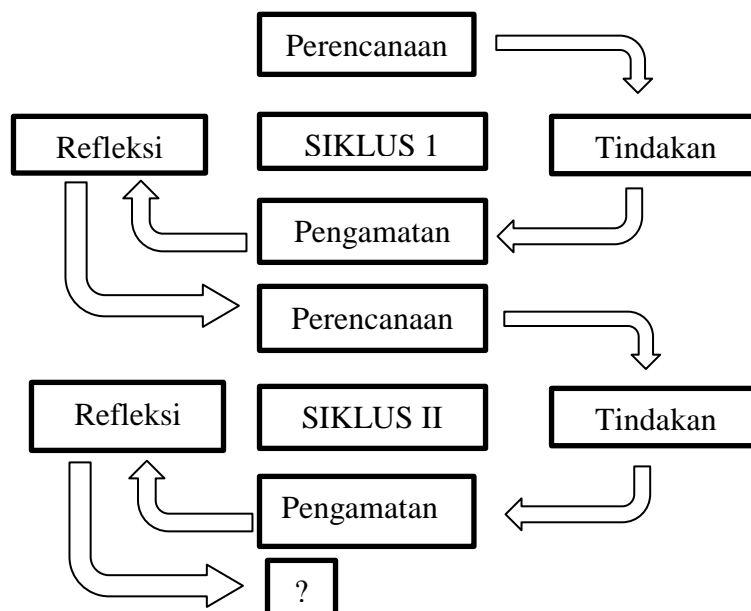 Perencanaan
Refleksi
SIKLUS 1
Tindakan
Pengamatan
Perencanaan
Refleksi
SIKLUS II
Tindakan
Pengamatan
?